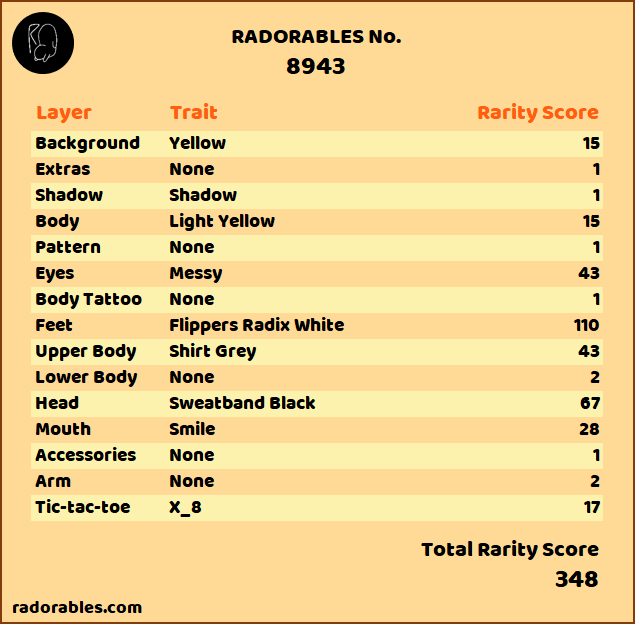 RADORABLES No.
8943
Layer Trait Rarity Score
Background Yellow 15
Extras None 1
Shadow Shadow 1
Body Light Yellow 15
Pattern None 1
Eyes Messy 43
Body Tattoo None 1
Feet Flippers Radix White 110
Upper Body Shirt Grey 43
Lower Body None 2
Head Sweatband Black 67
Mouth Smile 28
Accessories None 1
Arm None 2
Tic-tac-toe X_8 17
Total Rarity Score
348
radorables.com